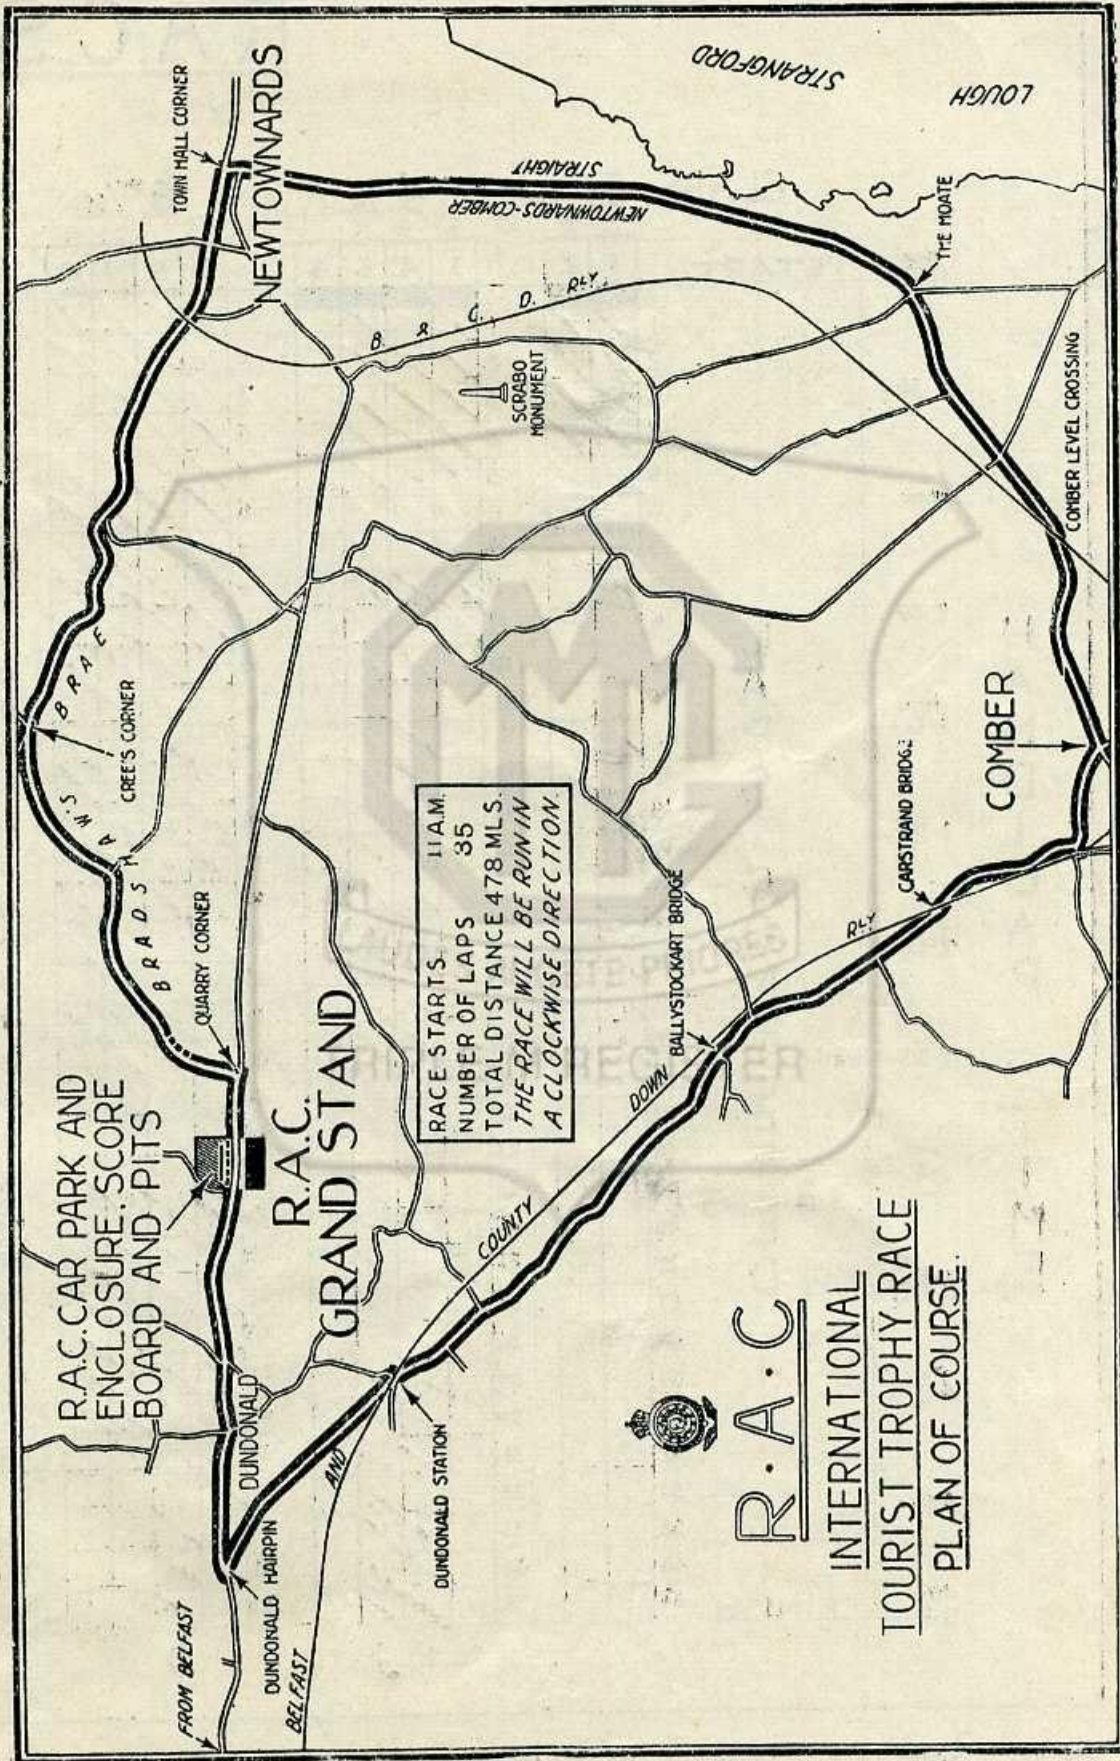 FROM BELFAST
DUNDONALD HAIRPIN
BELFAST
AND
COUNTY
DOWN
RLY
DUNDONALD
DUNDONALD STATION
R.A.C. CAR PARK AND
ENCLOSURE. SCORE
BOARD AND PITS
R.A.C.
GRAND STAND
QUARRY CORNER
BRADSHAW'S BRAE
CREE'S CORNER
TOWN HALL CORNER
NEWTOWNARDS
NEWTOWNARDS-COMBER
STRAIGHT
STRANGFORD
LOUGH
B. & C. D. RLY
SCRABO
MONUMENT
THE MOATE
COMBER LEVEL CROSSING
COMBER
CARSTRAND BRIDGE
BALLYSTOCKART BRIDGE
RACE STARTS 11 A.M.
NUMBER OF LAPS 35
TOTAL DISTANCE 478 MLS.
THE RACE WILL BE RUN IN
A CLOCKWISE DIRECTION.
R.A.C
INTERNATIONAL
TOURIST TROPHY RACE
PLAN OF COURSE.
MG